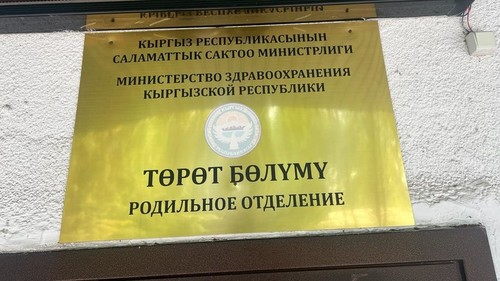 КЫРГЫЗ РЕСПУБЛИКАСЫНЫН
САЛАМАТТЫК САКТОО МИНИСТРЛИГИ
МИНИСТЕРСТВО ЗДРАВООХРАНЕНИЯ
КЫРГЫЗСКОЙ РЕСПУБЛИКИ
ТӨРӨТ БӨЛҮМҮ
РОДИЛЬНОЕ ОТДЕЛЕНИЕ